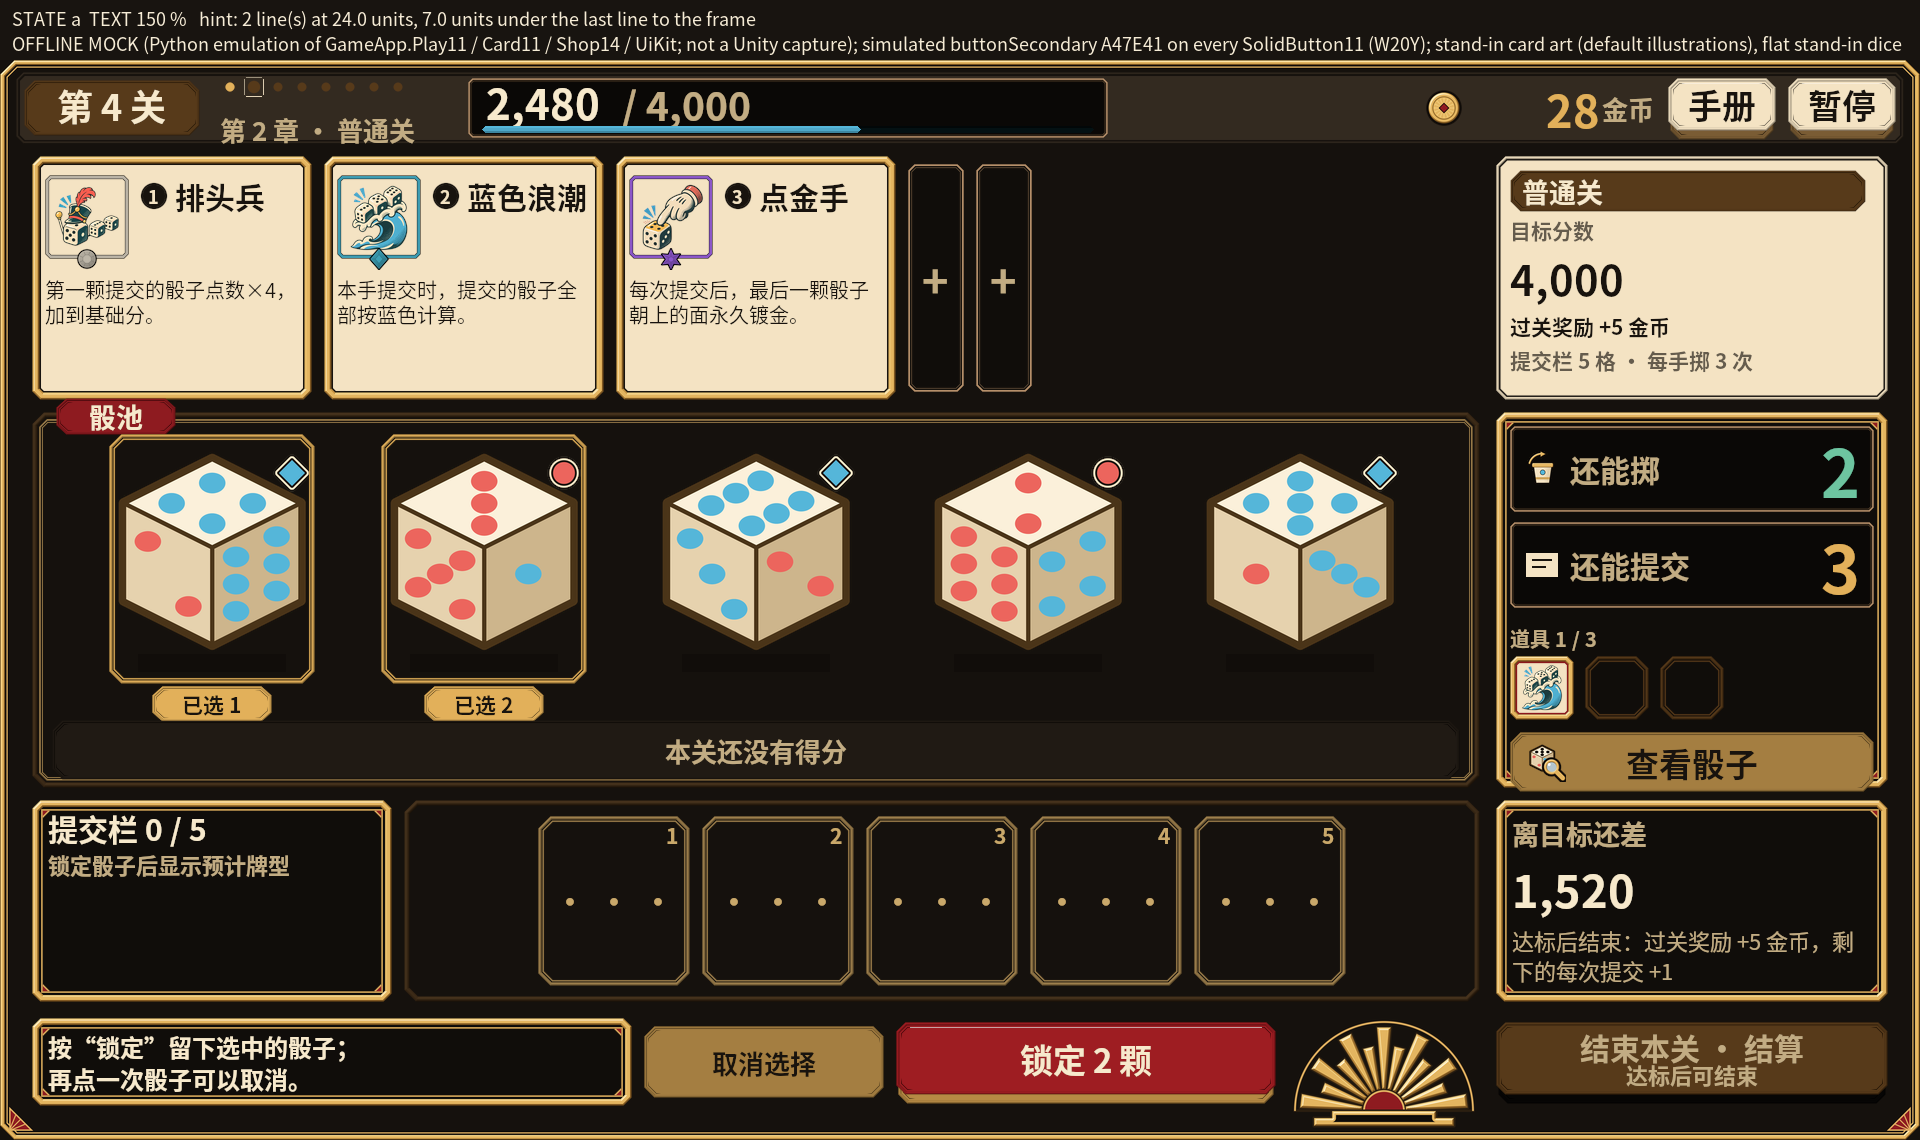 STATE a  TEXT 150 %   hint: 2 line(s) at 24.0 units, 7.0 units under the last line to the frame
OFFLINE MOCK (Python emulation of GameApp.Play11 / Card11 / Shop14 / UiKit; not a Unity capture); simulated buttonSecondary A47E41 on every SolidButton11 (W20Y); stand-in card art (default illustrations), flat stand-in dice
第 4 关
第 2 章 · 普通关
2,480 / 4,000
28金币
手册
暂停
1 排头兵
第一颗提交的骰子点数×4，
加到基础分。
2 蓝色浪潮
本手提交时，提交的骰子全
部按蓝色计算。
3 点金手
每次提交后，最后一颗骰子
朝上的面永久镀金。
+
+
普通关
目标分数
4,000
过关奖励 +5 金币
提交栏 5 格 · 每手掷 3 次
骰池
已选 1
已选 2
本关还没有得分
还能掷 2
还能提交 3
道具 1 / 3
查看骰子
提交栏 0 / 5
锁定骰子后显示预计牌型
1
2
3
4
5
离目标还差
1,520
达标后结束：过关奖励 +5 金币，剩
下的每次提交 +1
按“锁定”留下选中的骰子；
再点一次骰子可以取消。
取消选择
锁定 2 颗
结束本关 · 结算
达标后可结束